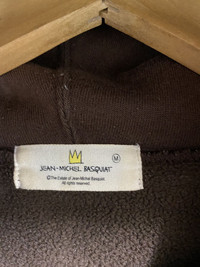 JEAN-MICHEL BASQUIAT
M
©The Estate of Jean-Michel Basquiat
All rights reserved.